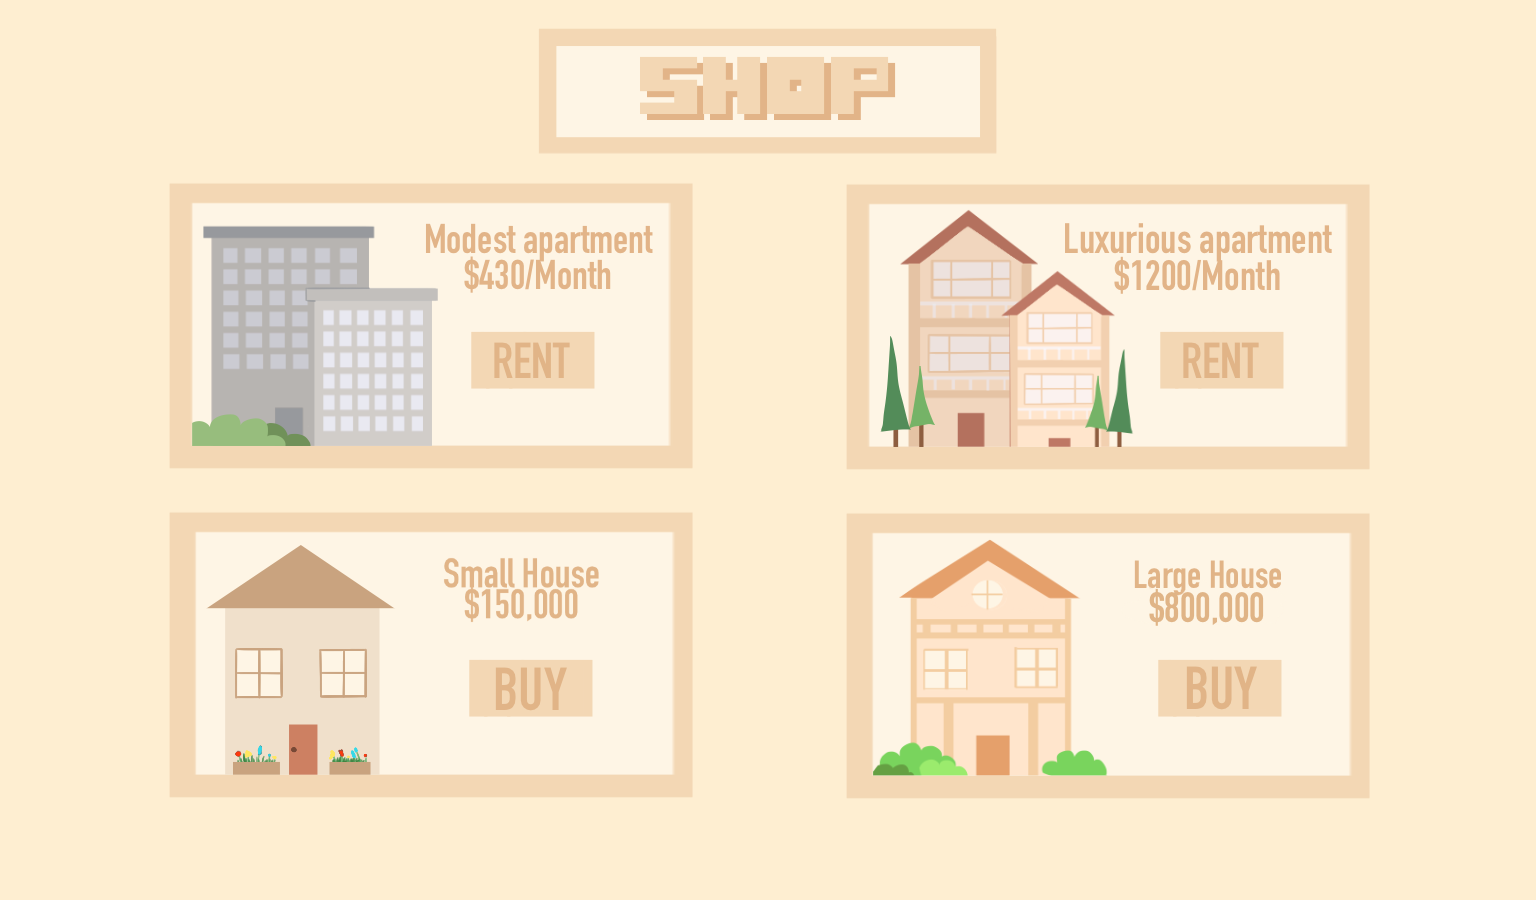 SHOP
Modest apartment
$430/Month
RENT
Luxurious apartment
$1200/Month
RENT
Small House
$150,000
BUY
Large House
$800,000
BUY